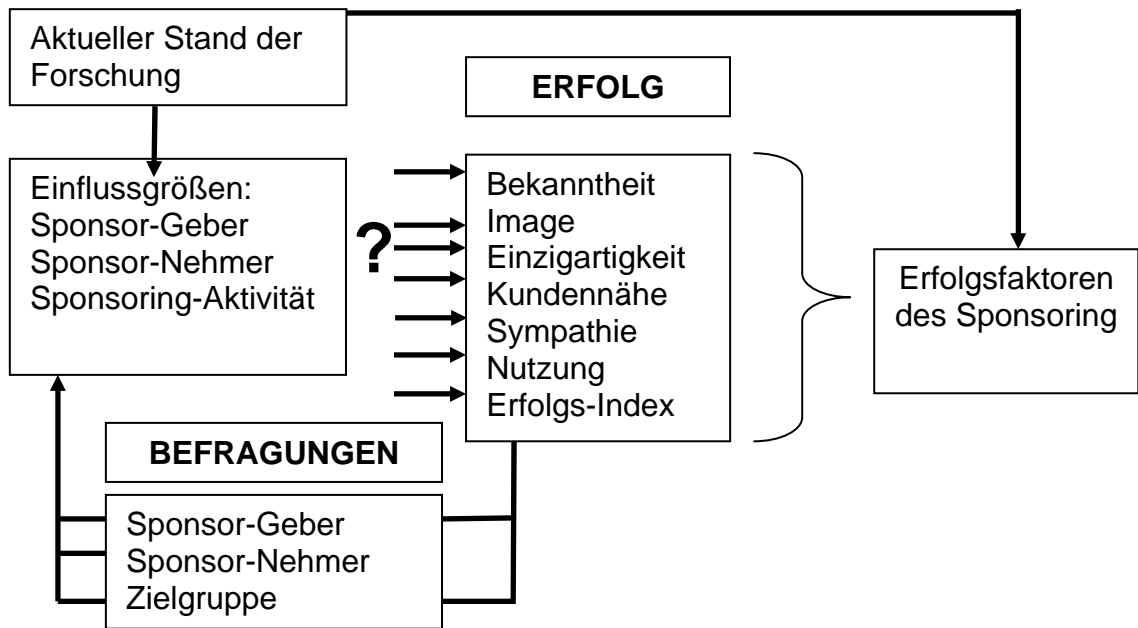 Aktueller Stand der
Forschung
ERFOLG
Einflussgrößen:
Sponsor-Geber
Sponsor-Nehmer
Sponsoring-Aktivität
?
Bekanntheit
Image
Einzigartigkeit
Kundennähe
Sympathie
Nutzung
Erfolgs-Index
Erfolgsfaktoren
des Sponsoring
BEFRAGUNGEN
Sponsor-Geber
Sponsor-Nehmer
Zielgruppe